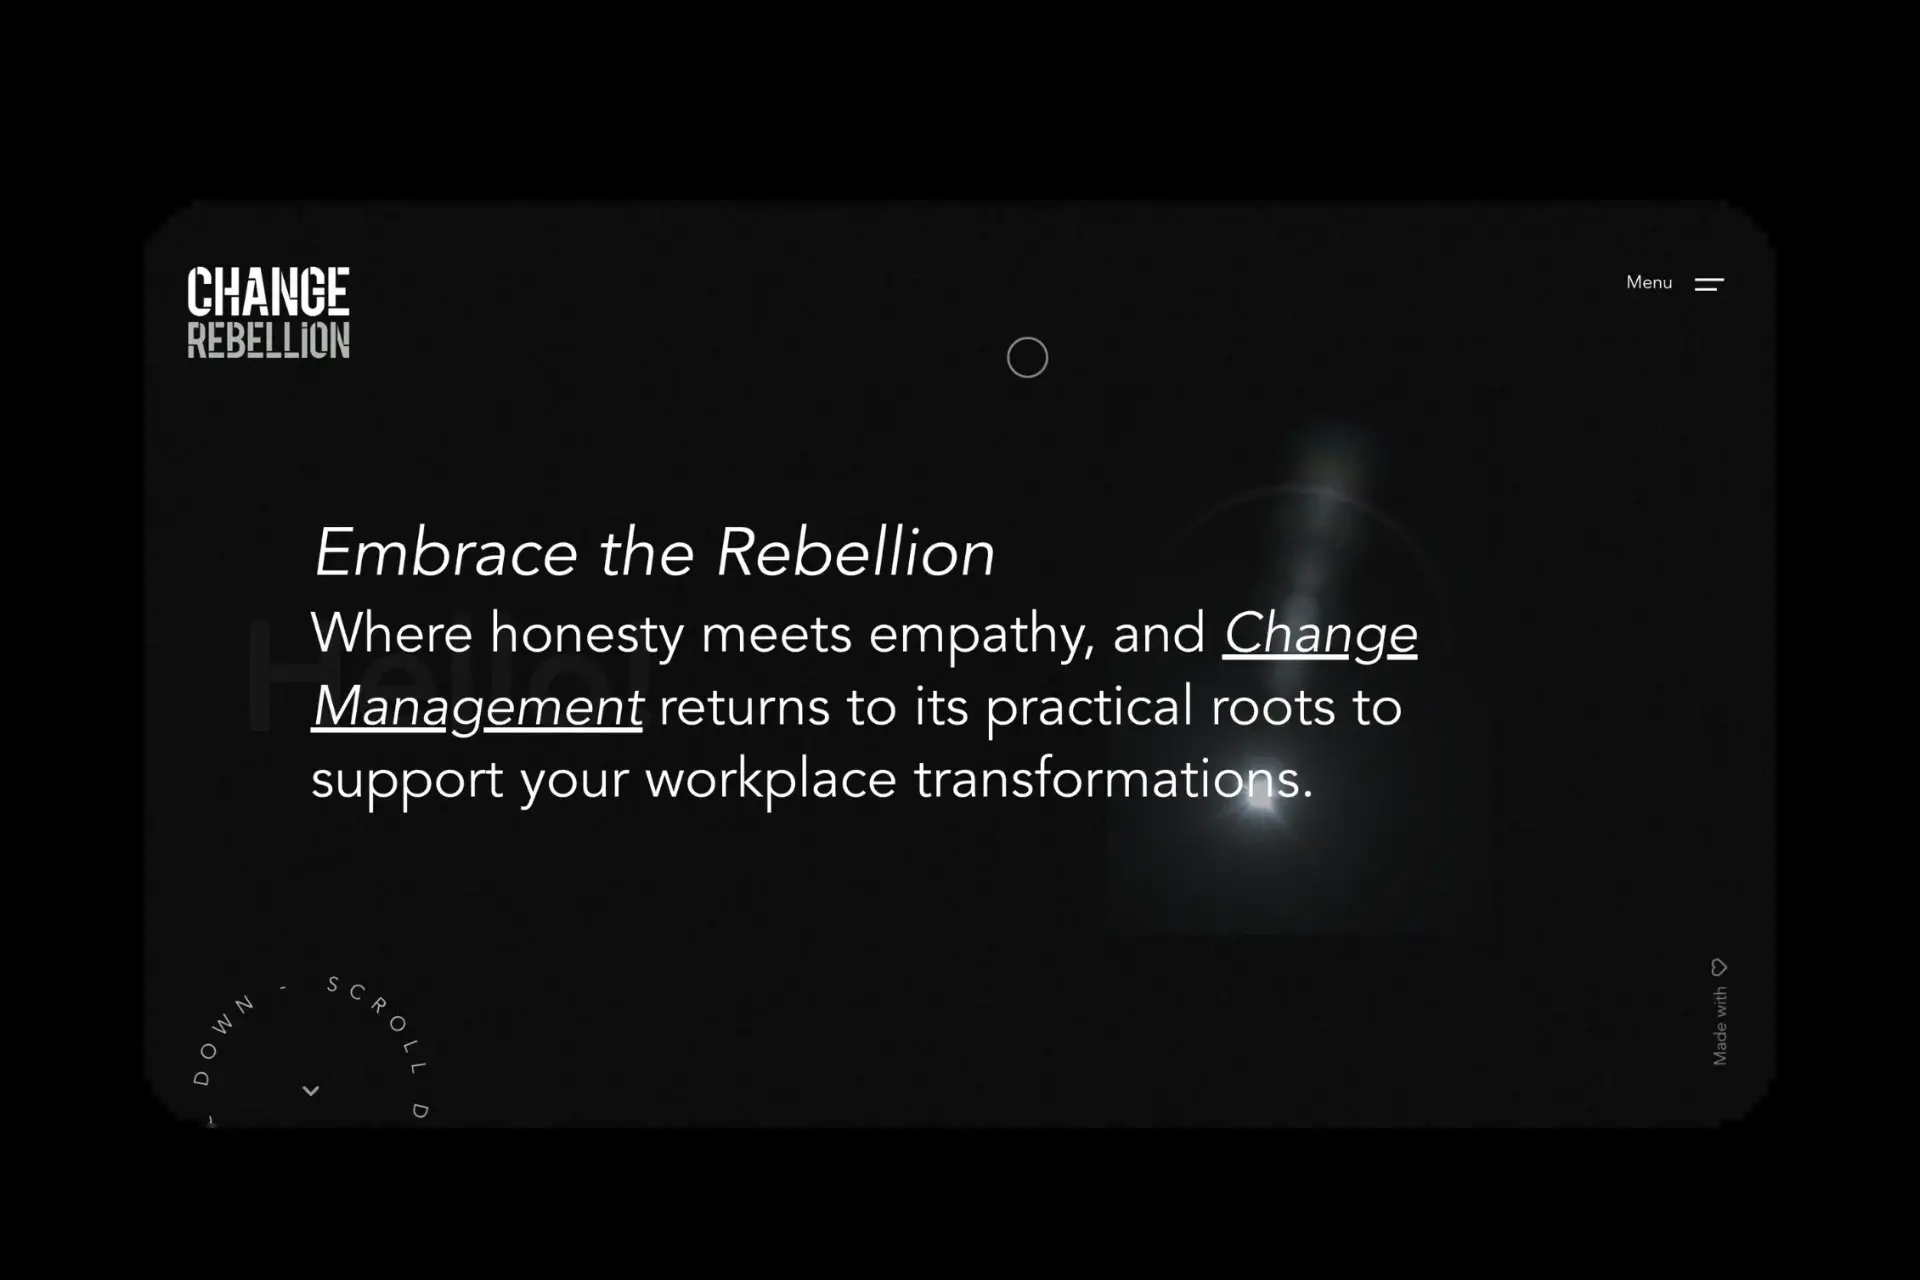 CHANGE
REBELLiON
Menu
Embrace the Rebellion
Where honesty meets empathy, and Change
Management returns to its practical roots to
support your workplace transformations.
Hello!
DOWN - SCROLL D
Made with